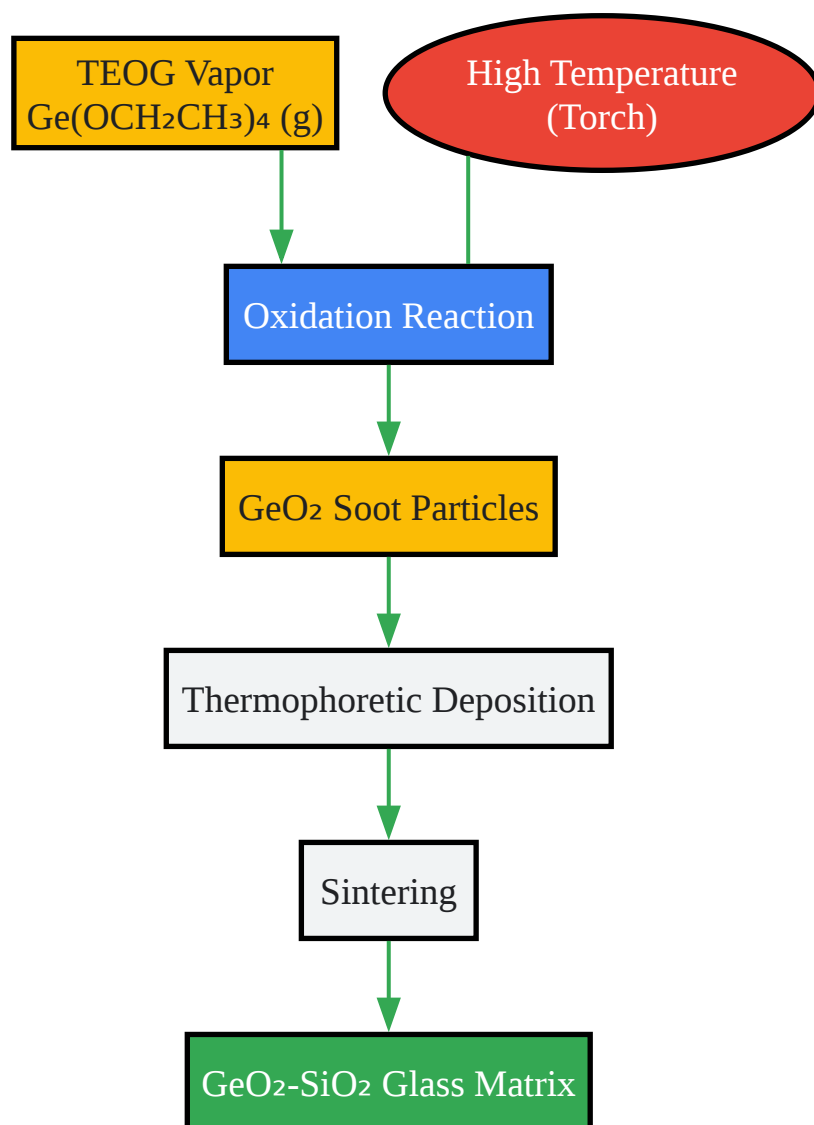 TEOG Vapor
Ge(OCH₂CH₃)₄ (g)
High Temperature
(Torch)
Oxidation Reaction
GeO₂ Soot Particles
Thermophoretic Deposition
Sintering
GeO₂-SiO₂ Glass Matrix